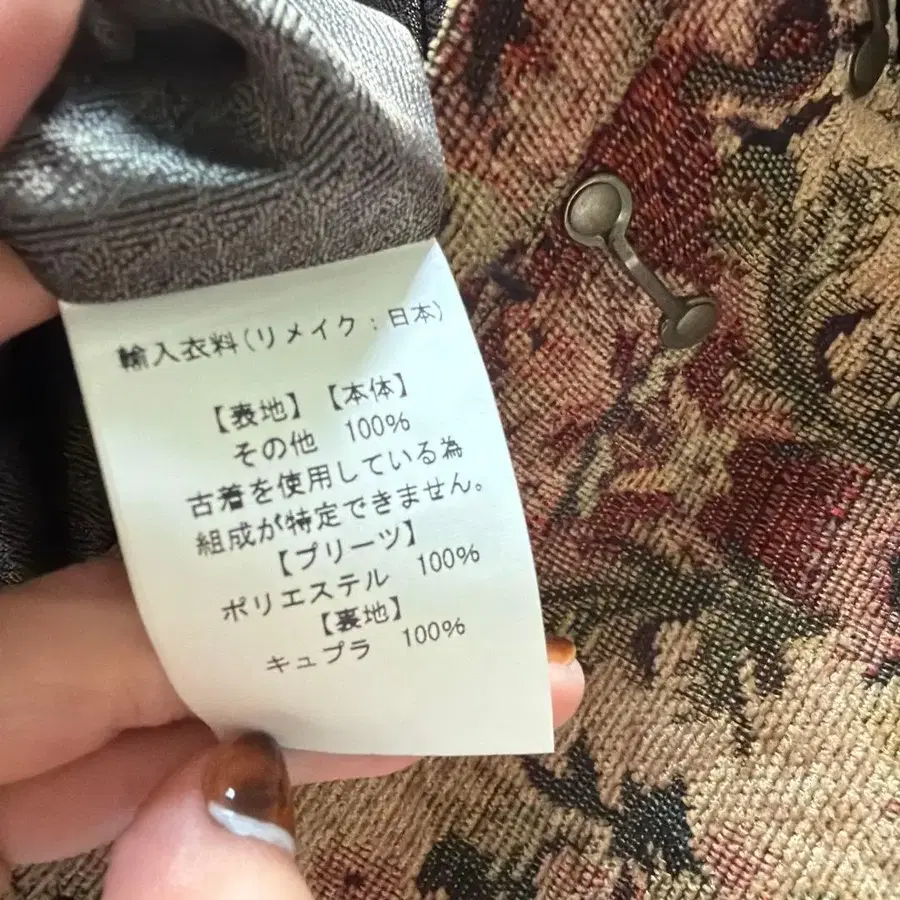 輸入衣料(リメイク：日本)
【表地】【本体】
その他 100%
古着を使用している為
組成が特定できません。
【プリーツ】
ポリエステル 100%
【裏地】
キュプラ 100%